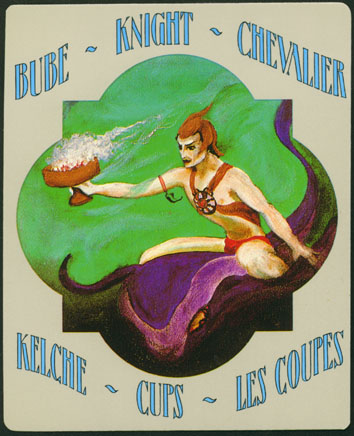 BUBE ~ KNIGHT ~ CHEVALIER
KELCHE ~ CUPS ~ LES COUPES